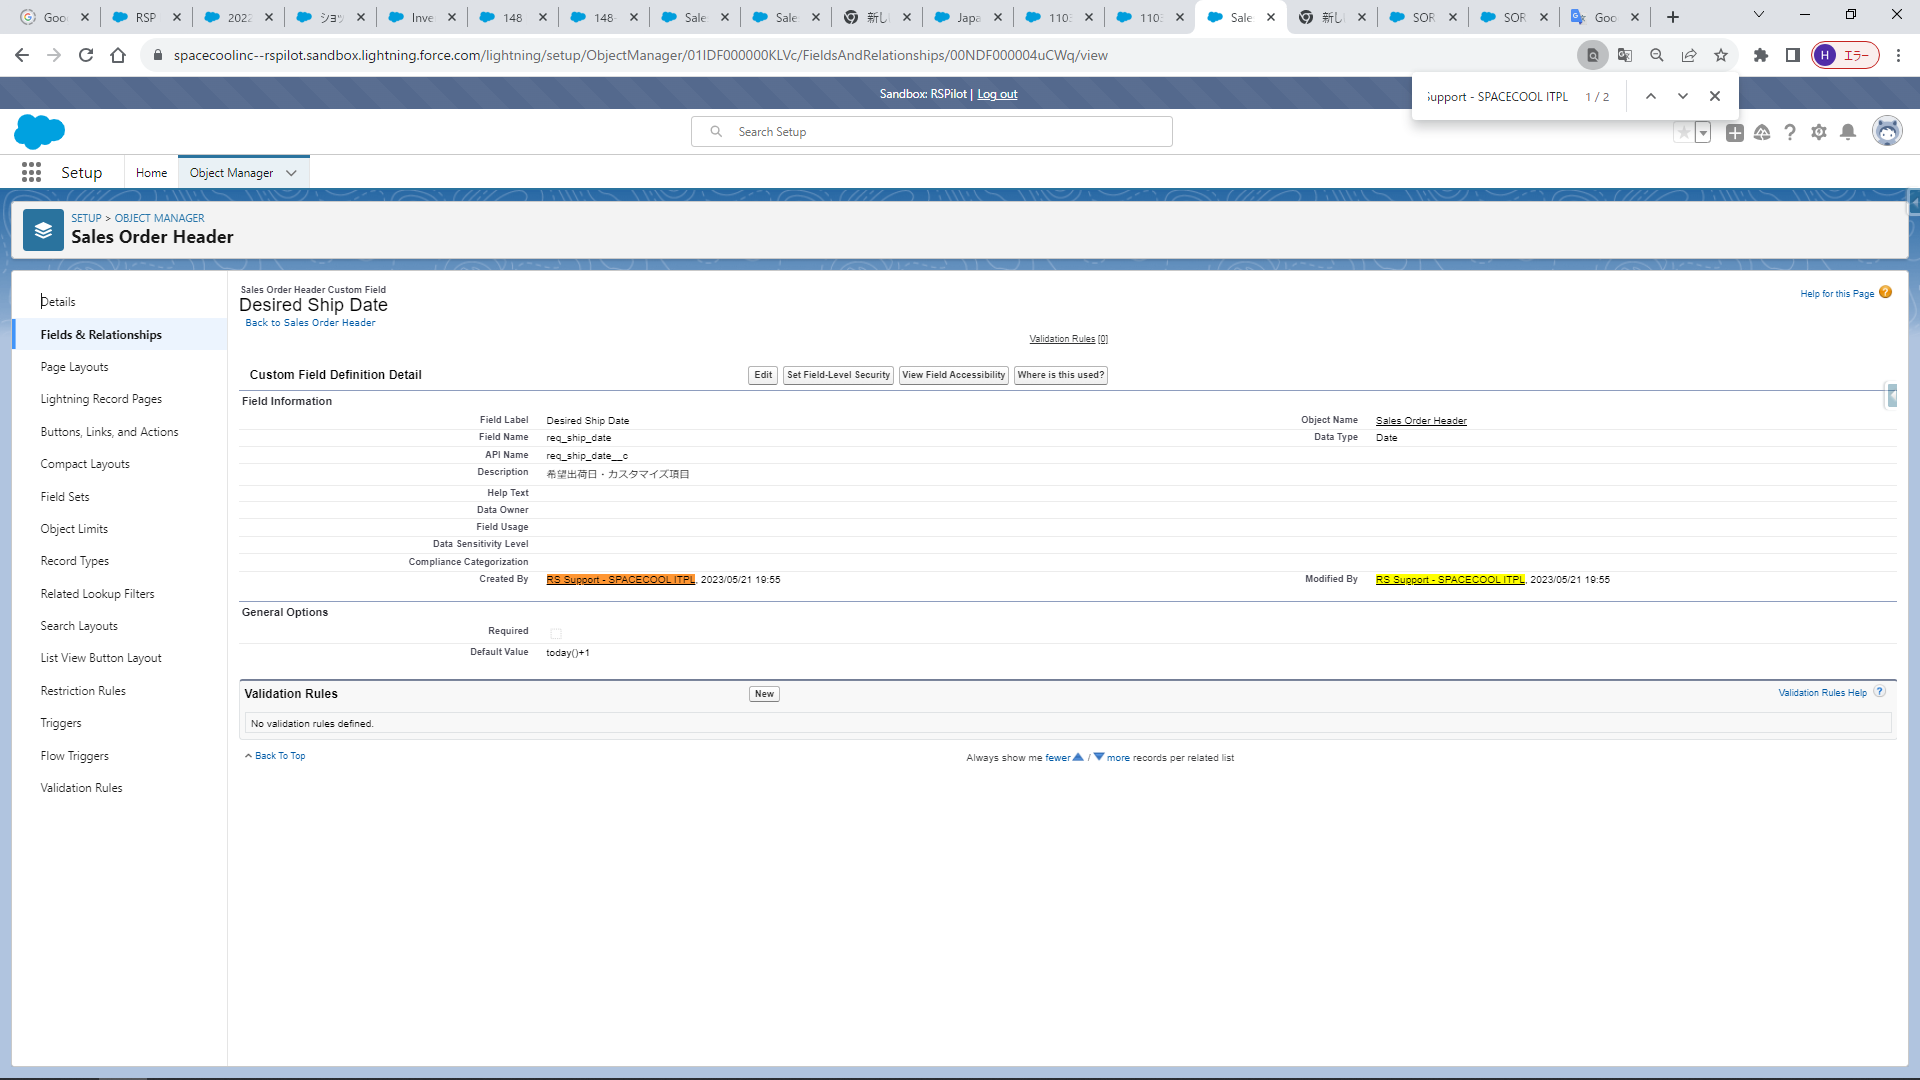 Goo
RSP
2022
ショッ
Inve
148
148-
Sale
Sale
新し
Japa
110
110
Sale
新し
SOR
SOR
Goo
spacecoolinc--rspilot.sandbox.lightning.force.com/lightning/setup/ObjectManager/01IDF000000KLVc/FieldsAndRelationships/00NDF000004uCWq/view
H エラー
Sandbox: RSPilot | Log out
Support - SPACECOOL ITPL 1 / 2
Search Setup
Setup
Home
Object Manager
SETUP > OBJECT MANAGER
Sales Order Header
Details
Fields & Relationships
Page Layouts
Lightning Record Pages
Buttons, Links, and Actions
Compact Layouts
Field Sets
Object Limits
Record Types
Related Lookup Filters
Search Layouts
List View Button Layout
Restriction Rules
Triggers
Flow Triggers
Validation Rules
Sales Order Header Custom Field
Desired Ship Date
Back to Sales Order Header
Help for this Page
Validation Rules [0]
Custom Field Definition Detail
Edit
Set Field-Level Security
View Field Accessibility
Where is this used?
Field Information
Field Label Desired Ship Date
Object Name Sales Order Header
Field Name req_ship_date
Data Type Date
API Name req_ship_date__c
Description 希望出荷日・カスタマイズ項目
Help Text
Data Owner
Field Usage
Data Sensitivity Level
Compliance Categorization
Created By RS Support - SPACECOOL ITPL, 2023/05/21 19:55
Modified By RS Support - SPACECOOL ITPL, 2023/05/21 19:55
General Options
Required
Default Value today()+1
Validation Rules
New
Validation Rules Help
No validation rules defined.
Back To Top
Always show me fewer / more records per related list